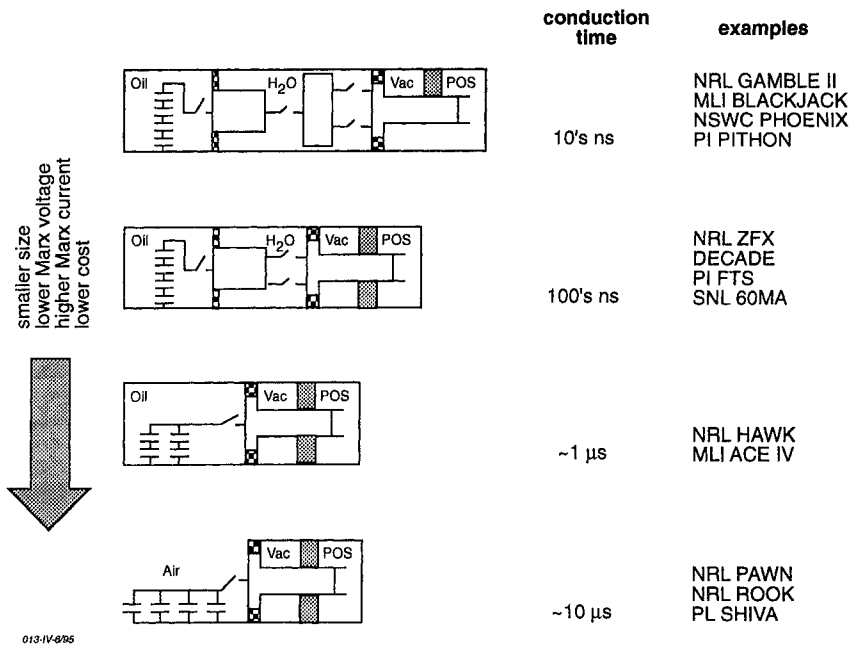 conduction
time
examples
Oil
H2O
Vac
POS
10's ns
NRL GAMBLE II
MLI BLACKJACK
NSWC PHOENIX
PI PITHON
smaller size
lower Marx voltage
higher Marx current
lower cost
Oil
H2O
Vac
POS
100's ns
NRL ZFX
DECADE
PI FTS
SNL 60MA
Oil
Vac
POS
~1 μs
NRL HAWK
MLI ACE IV
Air
Vac
POS
~10 μs
NRL PAWN
NRL ROOK
PL SHIVA
013-IV-6/95